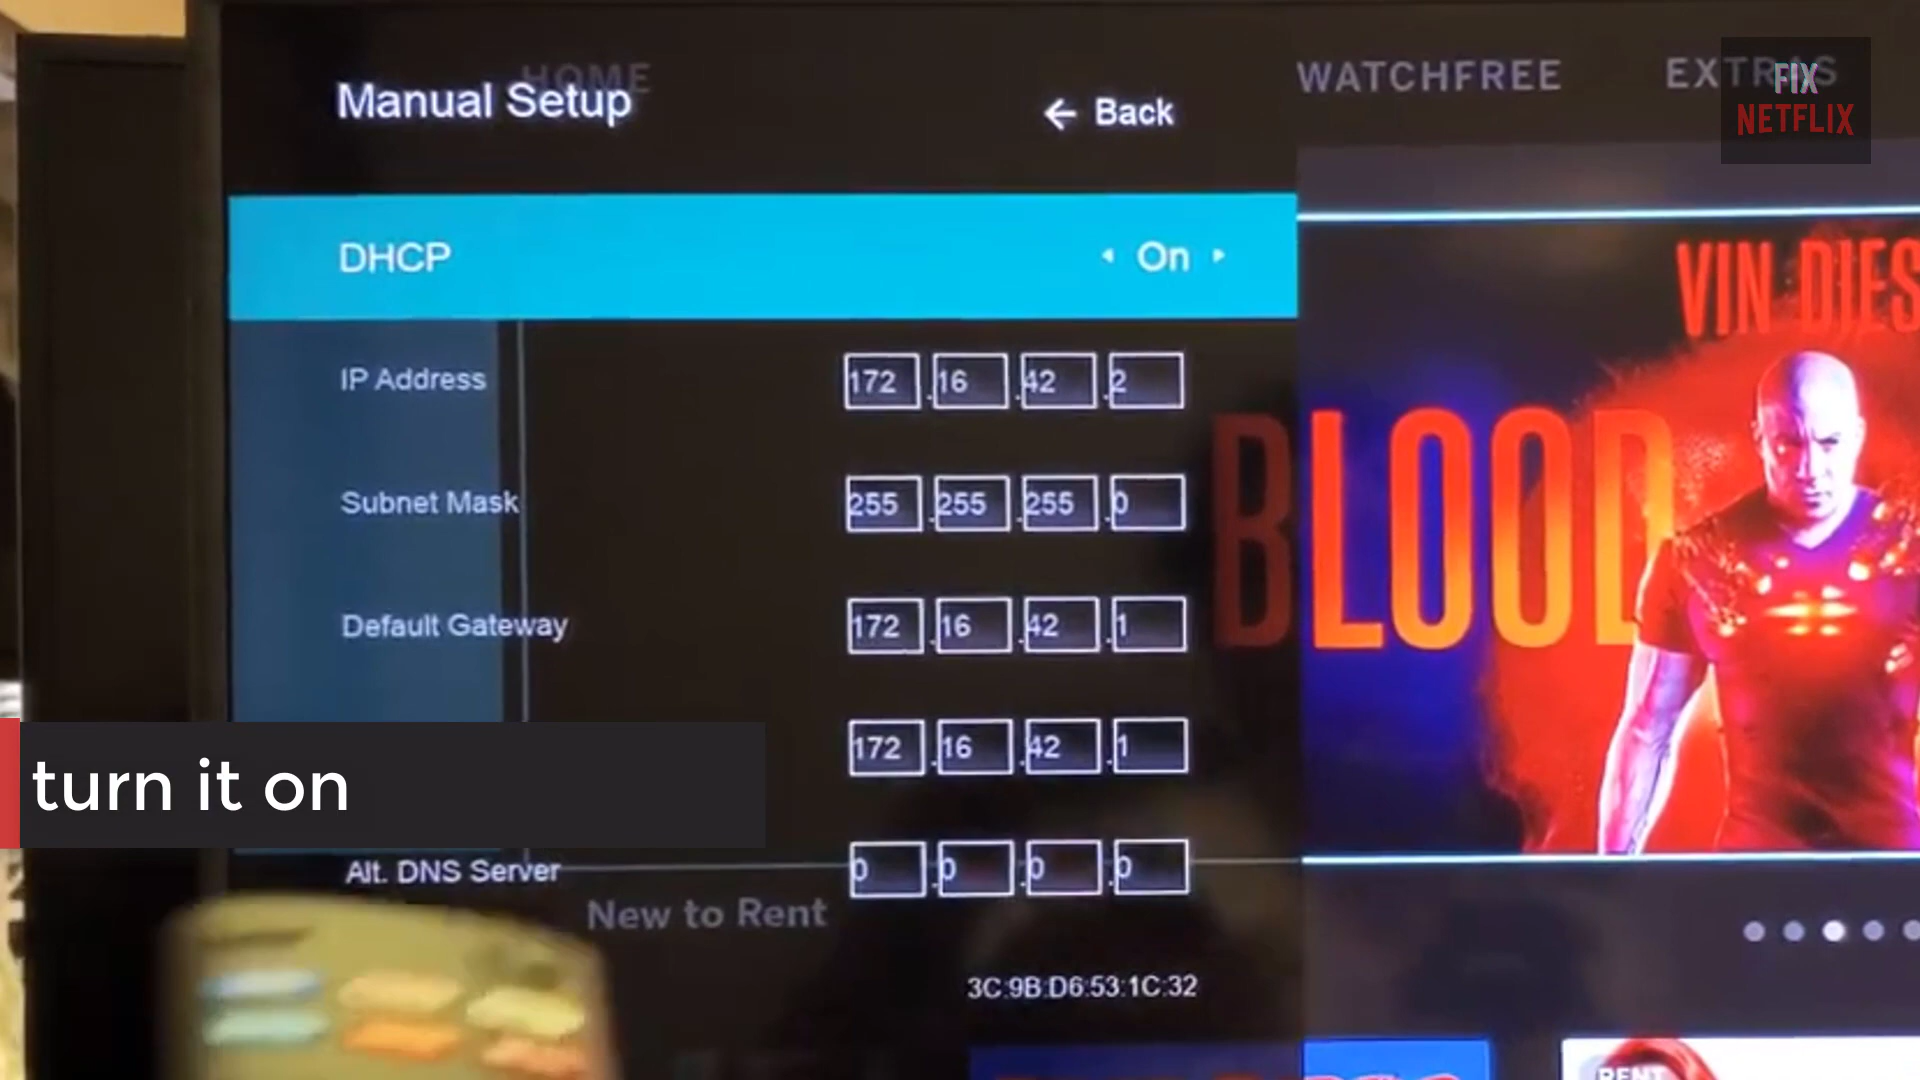 HOME
WATCHFREE
EXTRAS
FIX
NETFLIX
Manual Setup
← Back
DHCP
On
IP Address
172 . 16 . 42 . 2
Subnet Mask
255 . 255 . 255 . 0
Default Gateway
172 . 16 . 42 . 1
172 . 16 . 42 . 1
Alt. DNS Server
0 . 0 . 0 . 0
3C:9B:D6:53:1C:32
New to Rent
VIN DIES
BLOOD
RENT
turn it on